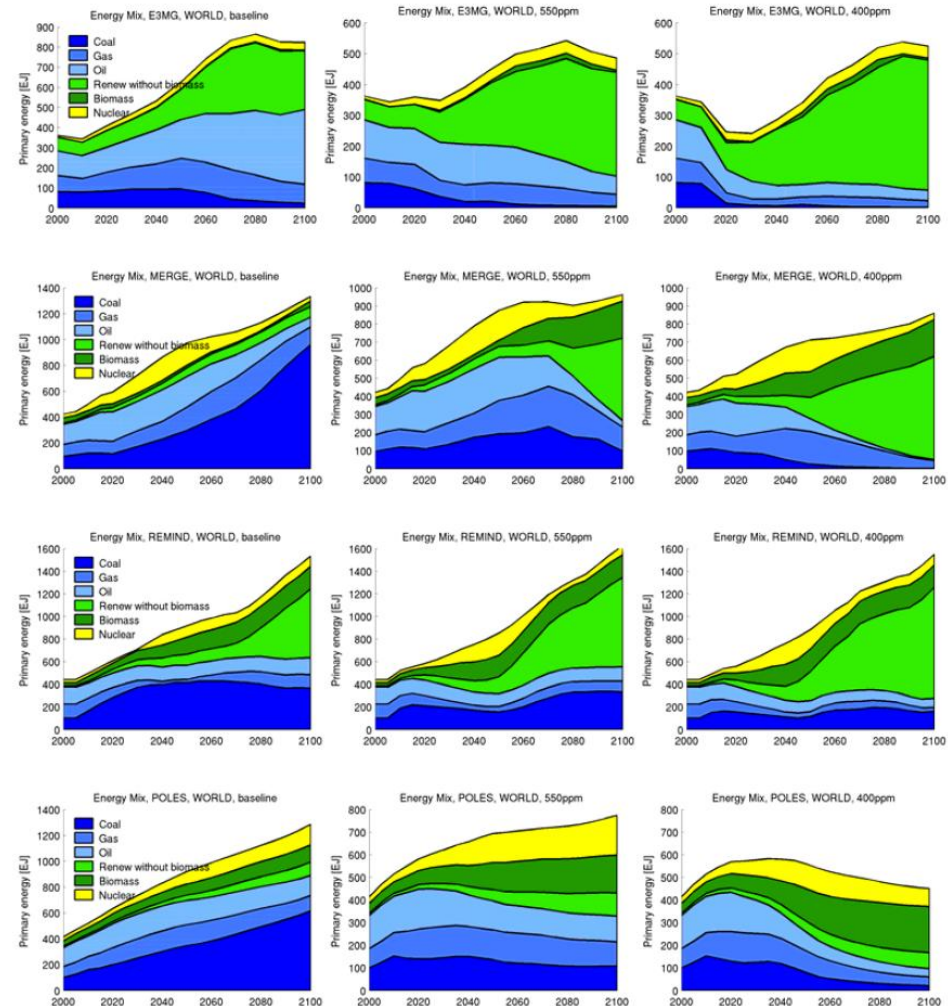 Energy Mix, E3MG, WORLD, baseline
Primary energy [EJ]
900
800
700
600
500
400
300
200
100
0
Coal
Gas
Oil
Renew without biomass
Biomass
Nuclear
2000 2020 2040 2060 2080 2100
Energy Mix, E3MG, WORLD, 550ppm
Primary energy [EJ]
600
500
400
300
200
100
0
2000 2020 2040 2060 2080 2100
Energy Mix, E3MG, WORLD, 400ppm
Primary energy [EJ]
600
500
400
300
200
100
0
2000 2020 2040 2060 2080 2100
Energy Mix, MERGE, WORLD, baseline
Primary energy [EJ]
1400
1200
1000
800
600
400
200
0
Coal
Gas
Oil
Renew without biomass
Biomass
Nuclear
2000 2020 2040 2060 2080 2100
Energy Mix, MERGE, WORLD, 550ppm
Primary energy [EJ]
1000
900
800
700
600
500
400
300
200
100
0
2000 2020 2040 2060 2080 2100
Energy Mix, MERGE, WORLD, 400ppm
Primary energy [EJ]
1000
900
800
700
600
500
400
300
200
100
0
2000 2020 2040 2060 2080 2100
Energy Mix, REMIND, WORLD, baseline
Primary energy [EJ]
1600
1400
1200
1000
800
600
400
200
0
Coal
Gas
Oil
Renew without biomass
Biomass
Nuclear
2000 2020 2040 2060 2080 2100
Energy Mix, REMIND, WORLD, 550ppm
Primary energy [EJ]
1600
1400
1200
1000
800
600
400
200
0
2000 2020 2040 2060 2080 2100
Energy Mix, REMIND, WORLD, 400ppm
Primary energy [EJ]
1600
1400
1200
1000
800
600
400
200
0
2000 2020 2040 2060 2080 2100
Energy Mix, POLES, WORLD, baseline
Primary energy [EJ]
1400
1200
1000
800
600
400
200
0
Coal
Gas
Oil
Renew without biomass
Biomass
Nuclear
2000 2020 2040 2060 2080 2100
Energy Mix, POLES, WORLD, 550ppm
Primary energy [EJ]
800
700
600
500
400
300
200
100
0
2000 2020 2040 2060 2080 2100
Energy Mix, POLES, WORLD, 400ppm
Primary energy [EJ]
800
700
600
500
400
300
200
100
0
2000 2020 2040 2060 2080 2100